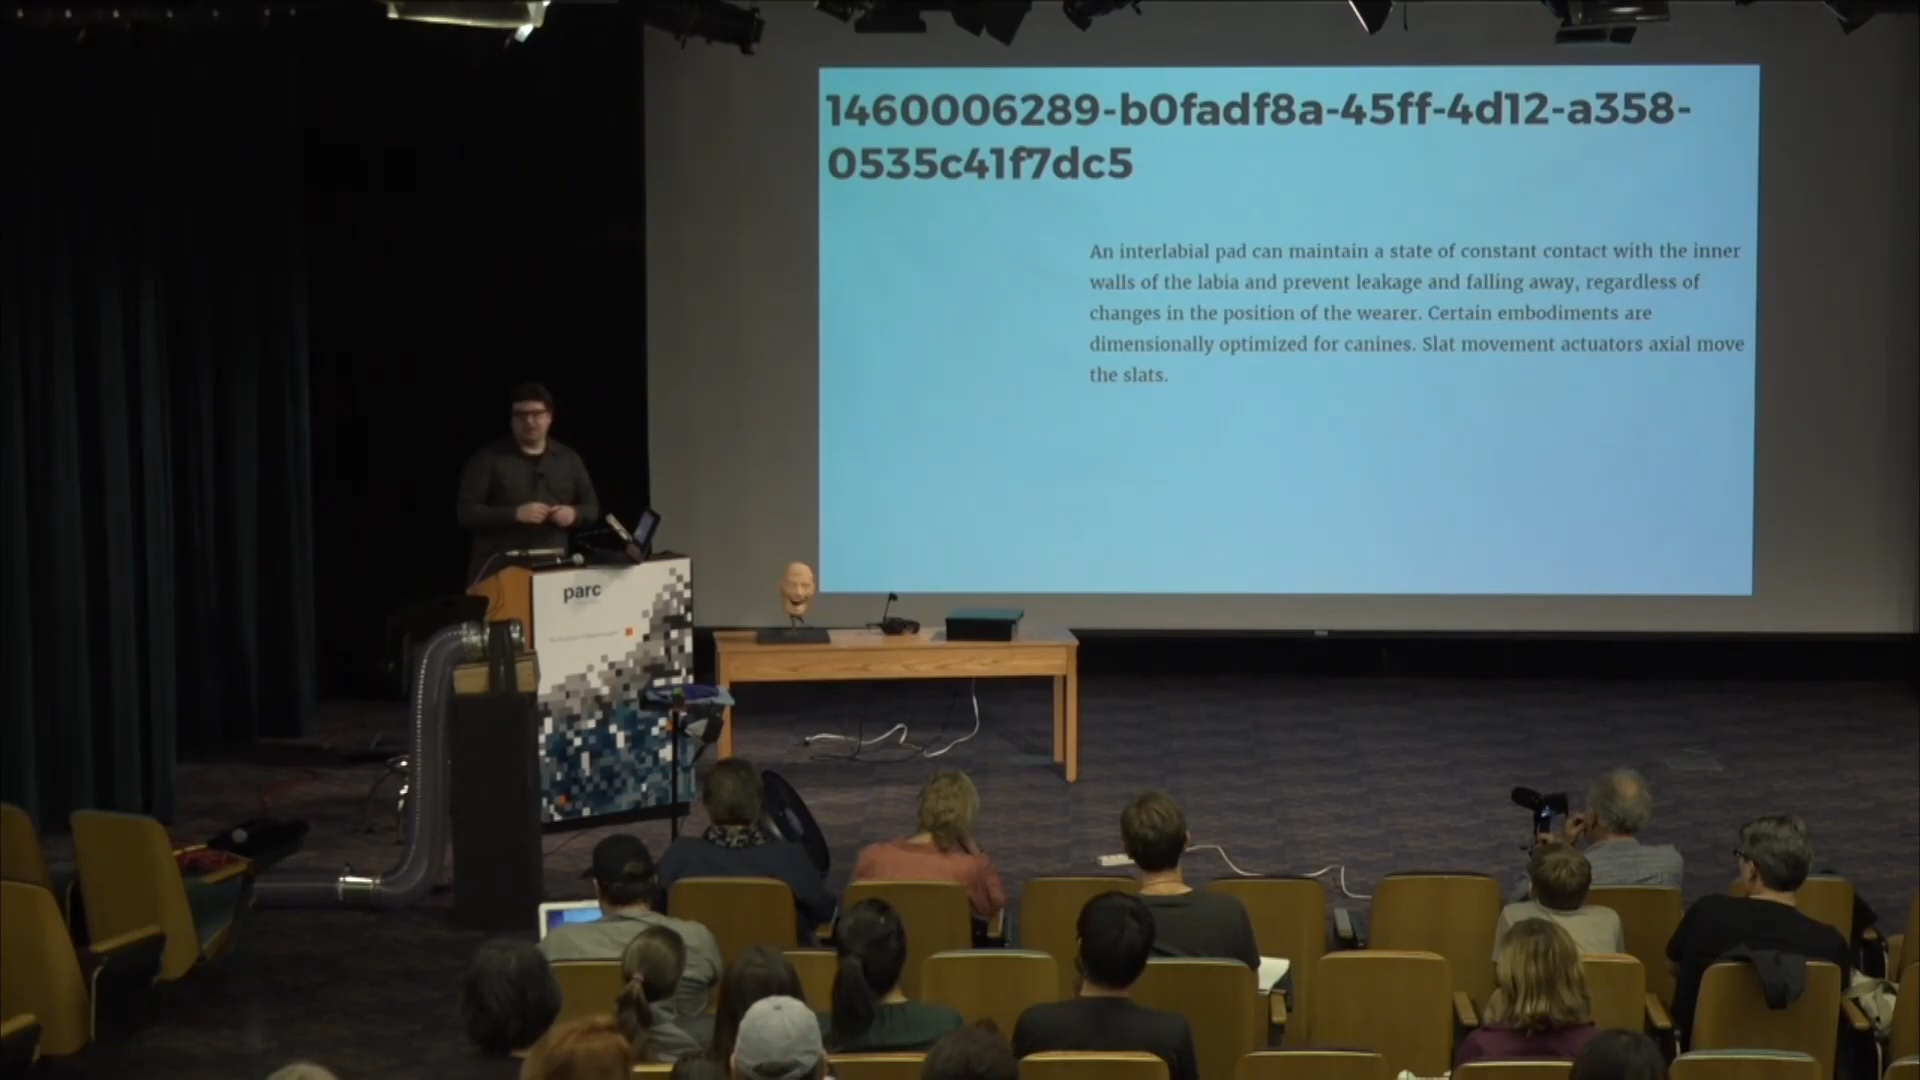 1460006289-b0fadf8a-45ff-4d12-a358-
0535c41f7dc5
An interlabial pad can maintain a state of constant contact with the inner
walls of the labia and prevent leakage and falling away, regardless of
changes in the position of the wearer. Certain embodiments are
dimensionally optimized for canines. Slat movement actuators axial move
the slats.
parc